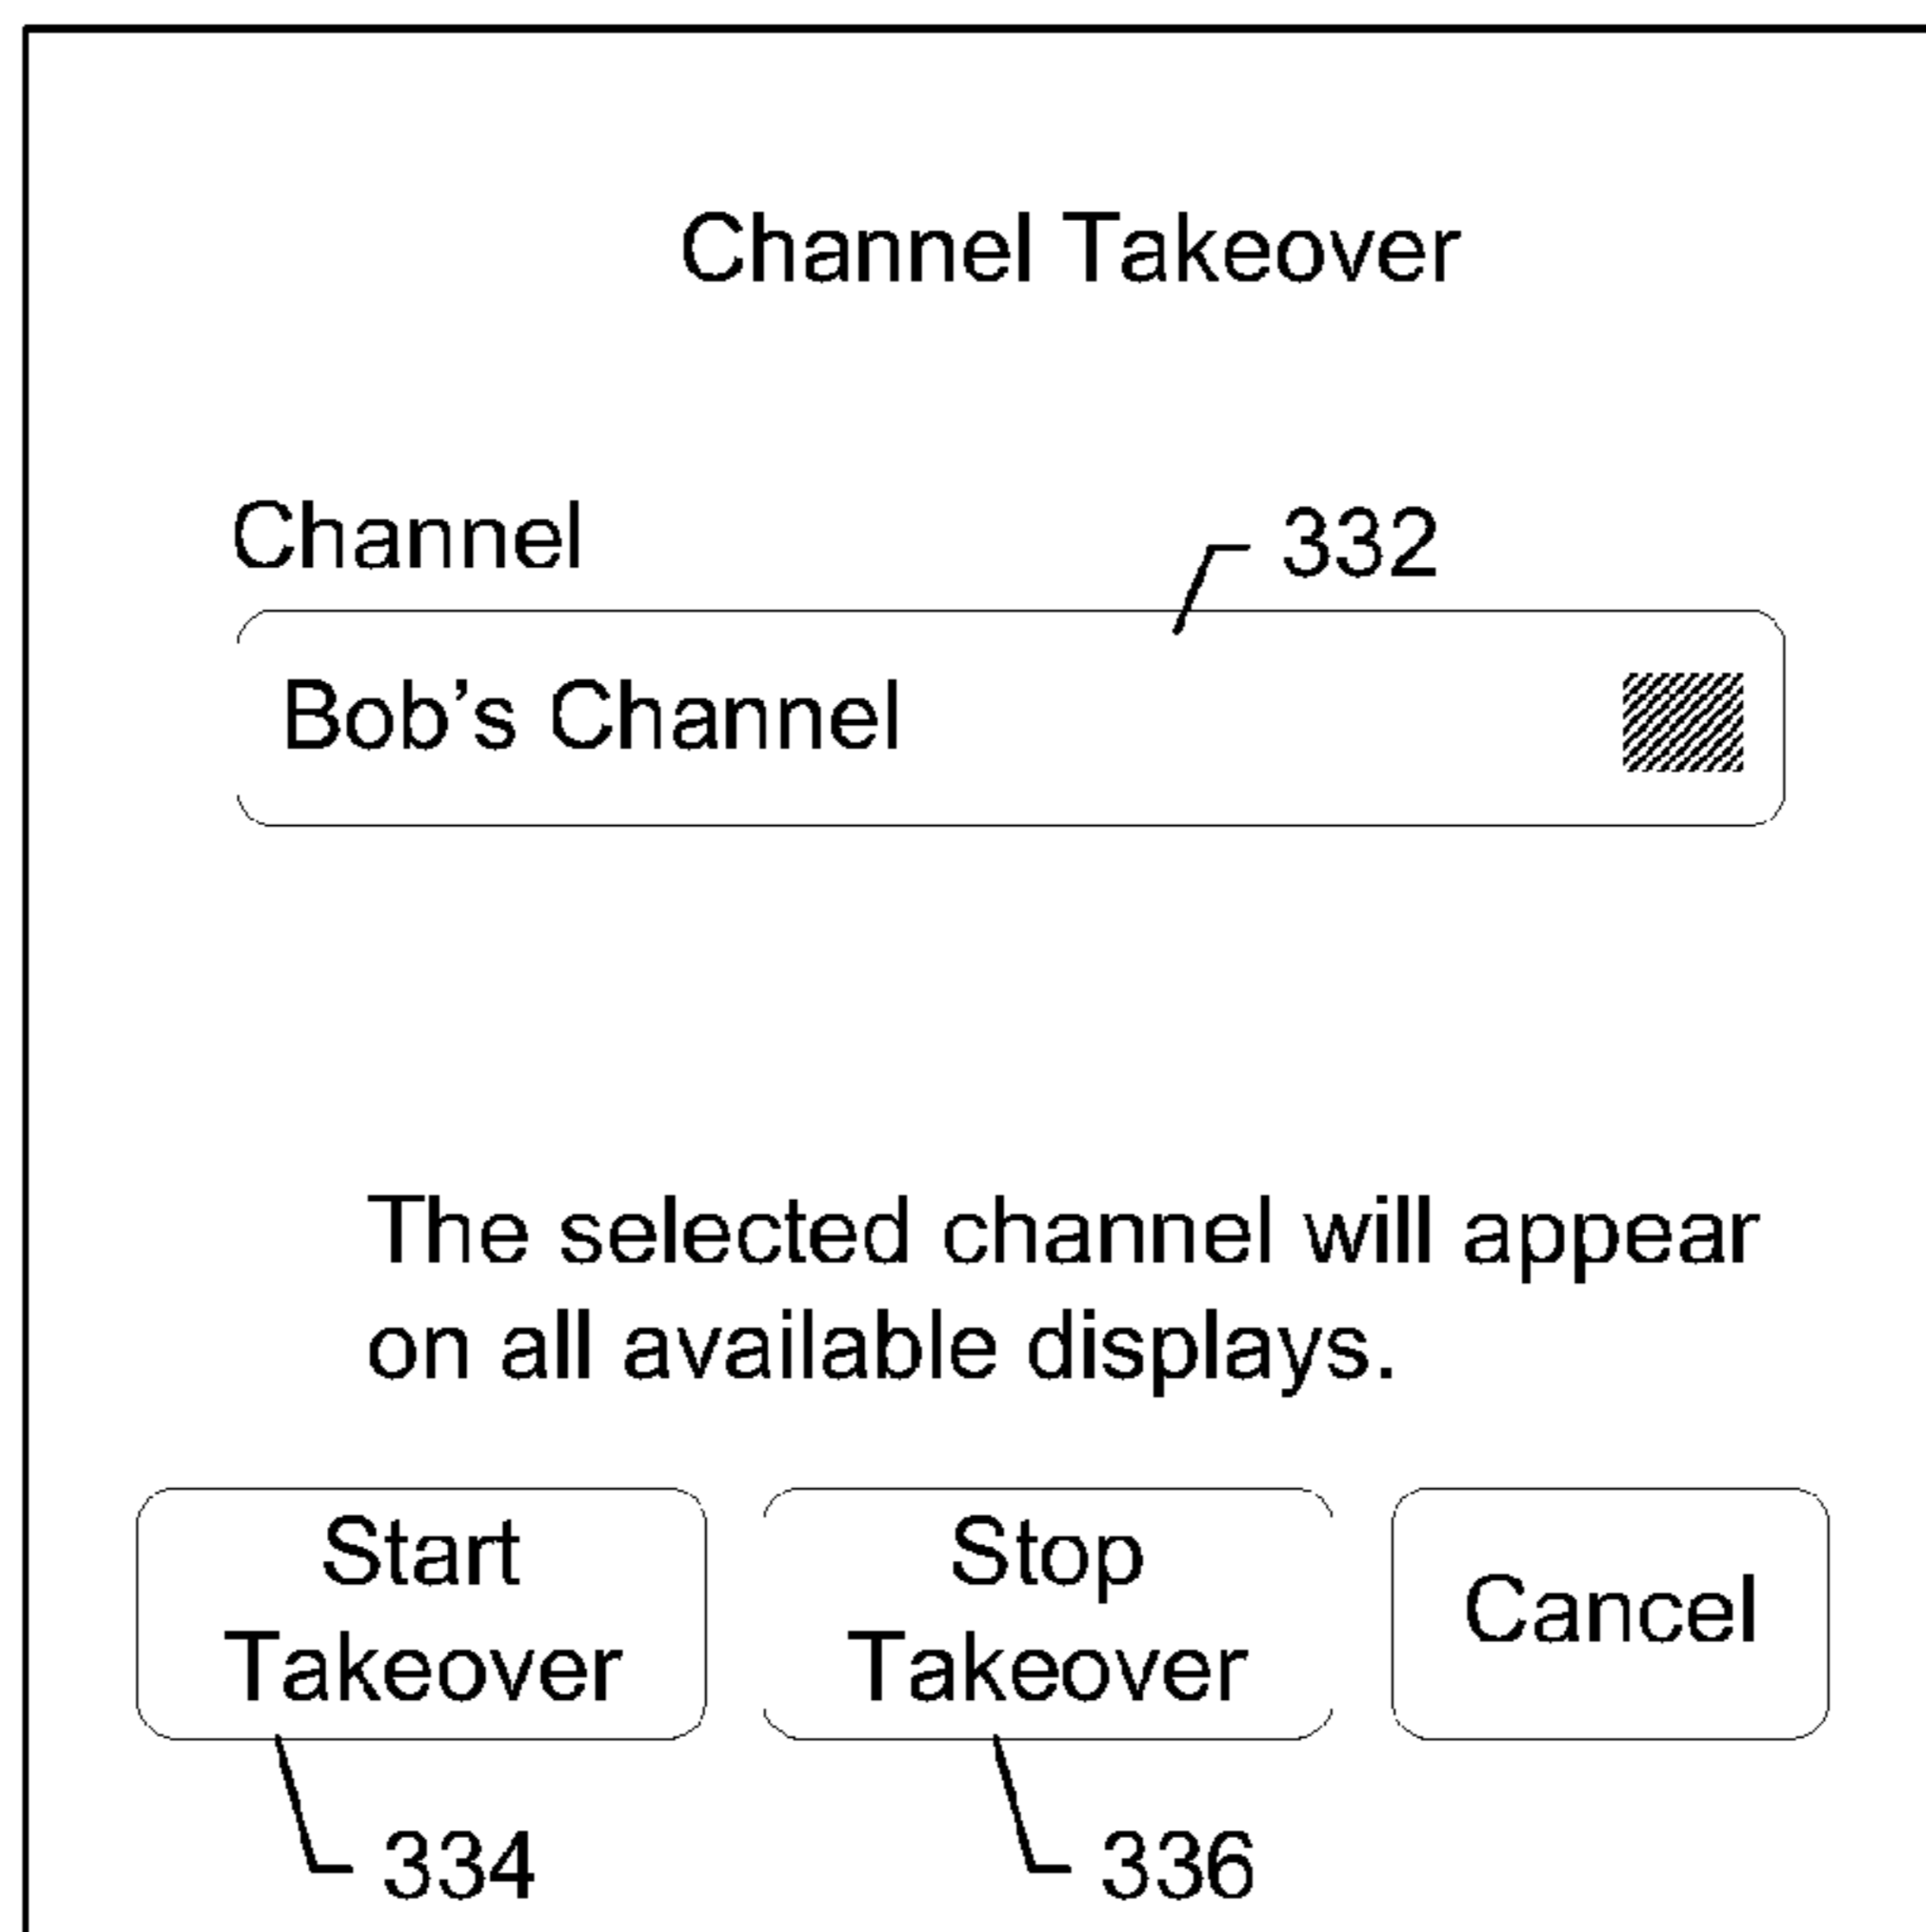 Channel Takeover
Channel
332
Bob’s Channel
The selected channel will appear
on all available displays.
Start
Takeover
Stop
Takeover
Cancel
334
336